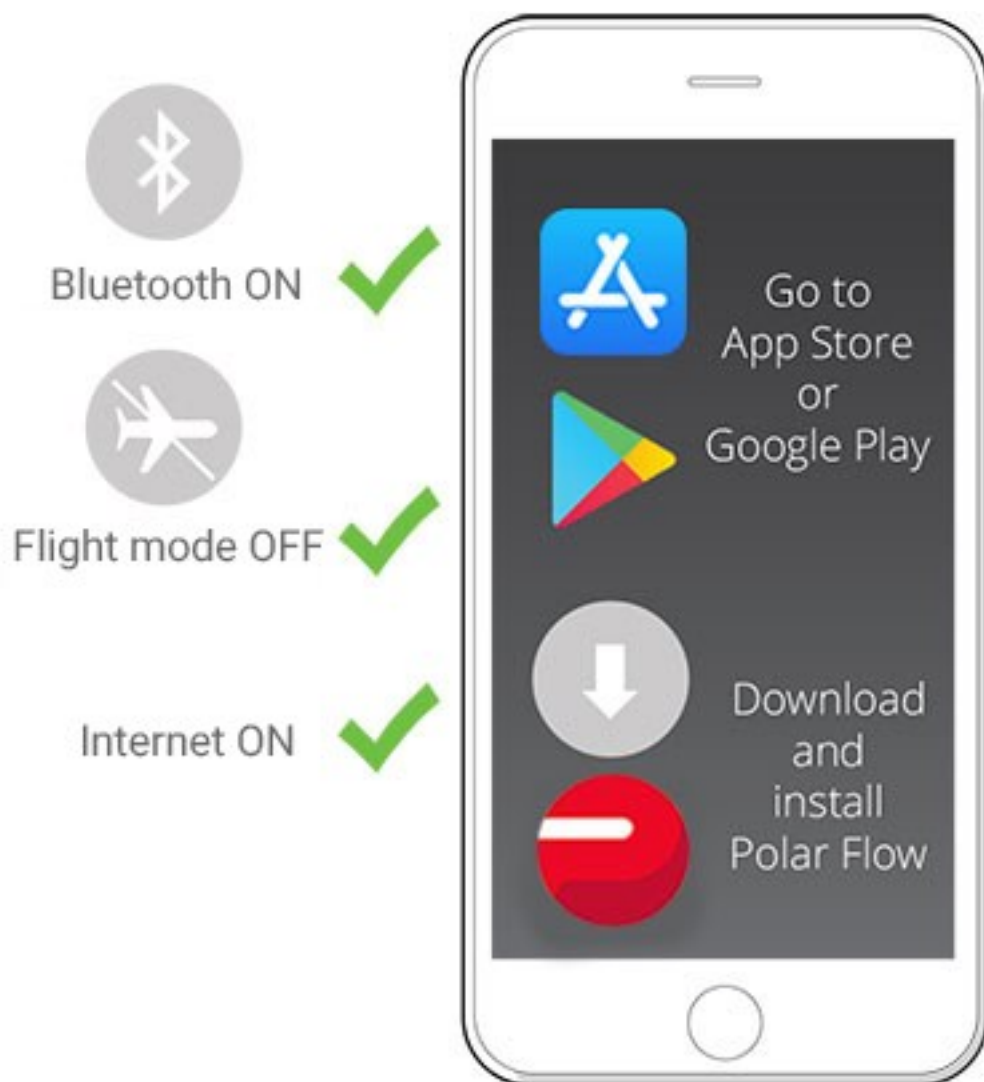 Bluetooth ON
Flight mode OFF
Internet ON
Go to
App Store
or
Google Play
Download
and
install
Polar Flow